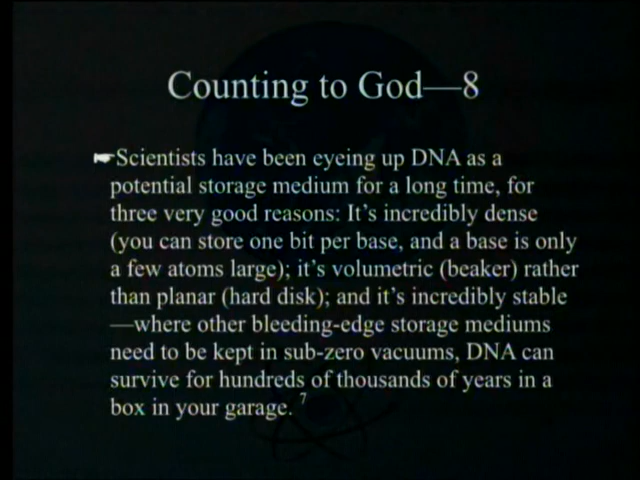 Counting to God—8
☛Scientists have been eyeing up DNA as a
potential storage medium for a long time, for
three very good reasons: It's incredibly dense
(you can store one bit per base, and a base is only
a few atoms large); it's volumetric (beaker) rather
than planar (hard disk); and it's incredibly stable
—where other bleeding-edge storage mediums
need to be kept in sub-zero vacuums, DNA can
survive for hundreds of thousands of years in a
box in your garage. 7